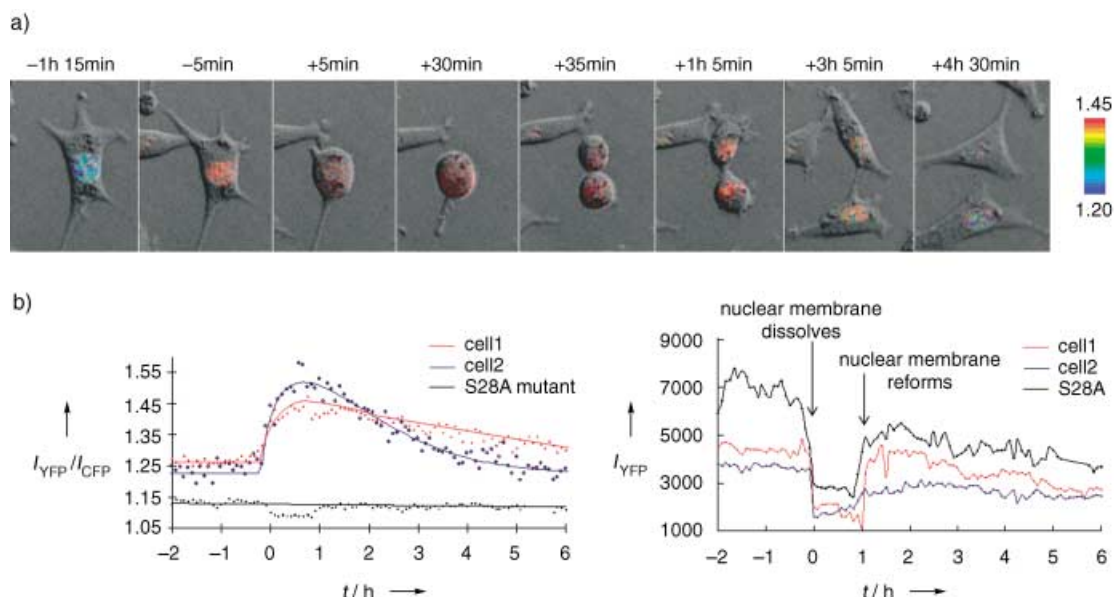 a)
–1h 15min –5min +5min +30min +35min +1h 5min +3h 5min +4h 30min
1.45
1.20
b)
cell1
cell2
S28A mutant
1.55
1.45
1.35
1.25
1.15
1.05
I YFP / I CFP
–2 –1 0 1 2 3 4 5 6
t / h
nuclear membrane
dissolves
nuclear membrane
reforms
cell1
cell2
S28A
9000
7000
5000
3000
1000
I YFP
–2 –1 0 1 2 3 4 5 6
t / h